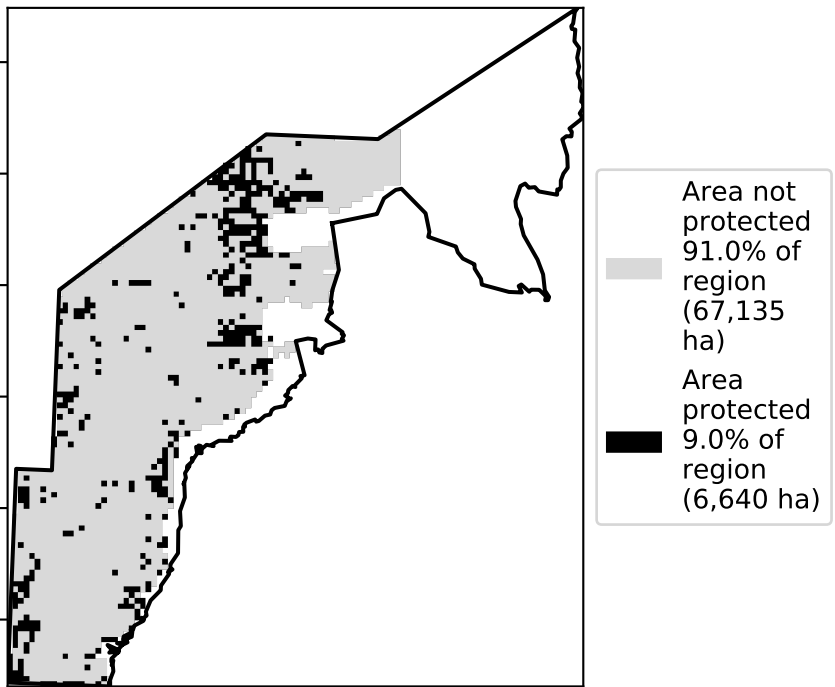 Area not
protected
91.0% of
region
(67,135
ha)
Area
protected
9.0% of
region
(6,640 ha)